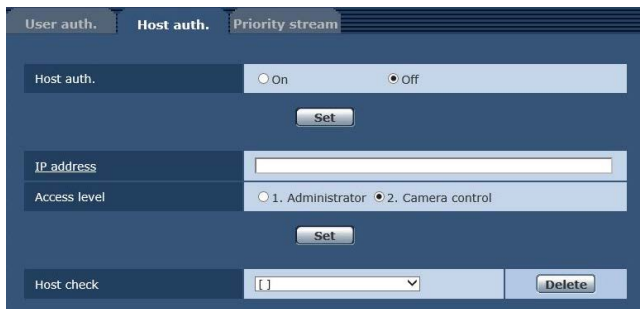 User auth. Host auth. Priority stream
Host auth. On Off
Set
IP address
Access level 1. Administrator 2. Camera control
Set
Host check [ ] Delete